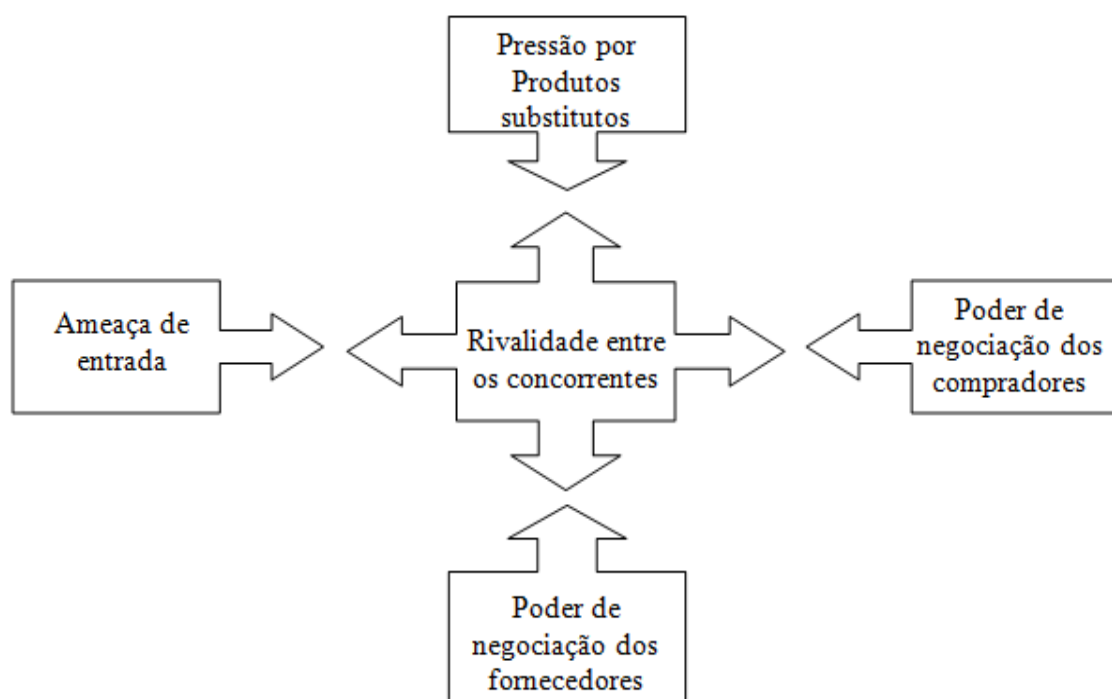 Pressão por
Produtos
substitutos
Ameaça de
entrada
Rivalidade entre
os concorrentes
Poder de
negociação dos
compradores
Poder de
negociação dos
fornecedores